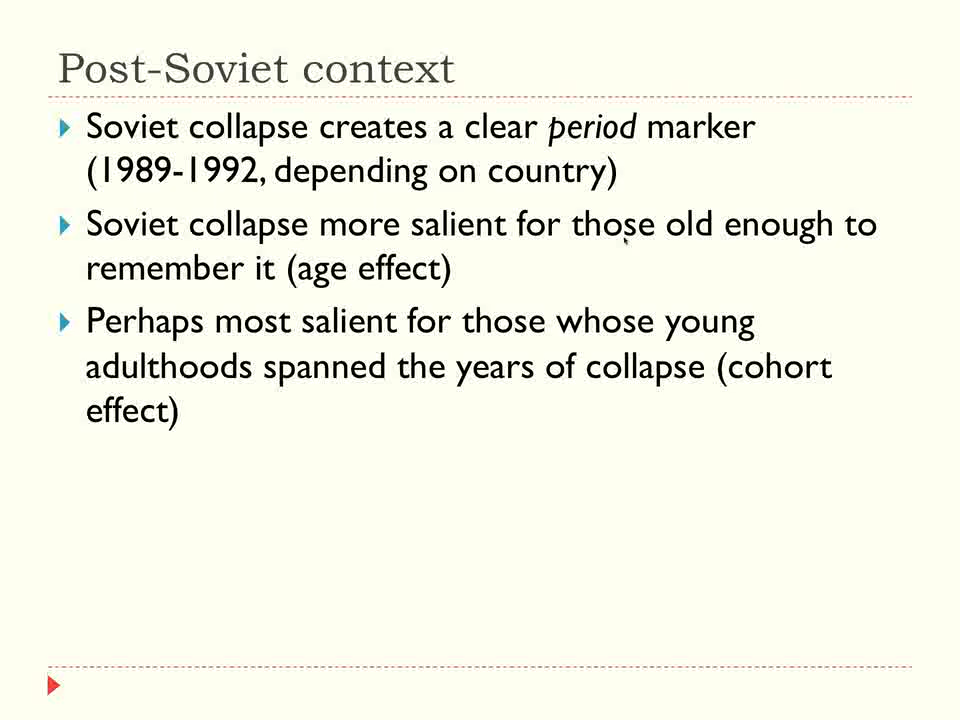 Post-Soviet context
Soviet collapse creates a clear period marker
(1989-1992, depending on country)
Soviet collapse more salient for those old enough to
remember it (age effect)
Perhaps most salient for those whose young
adulthoods spanned the years of collapse (cohort
effect)